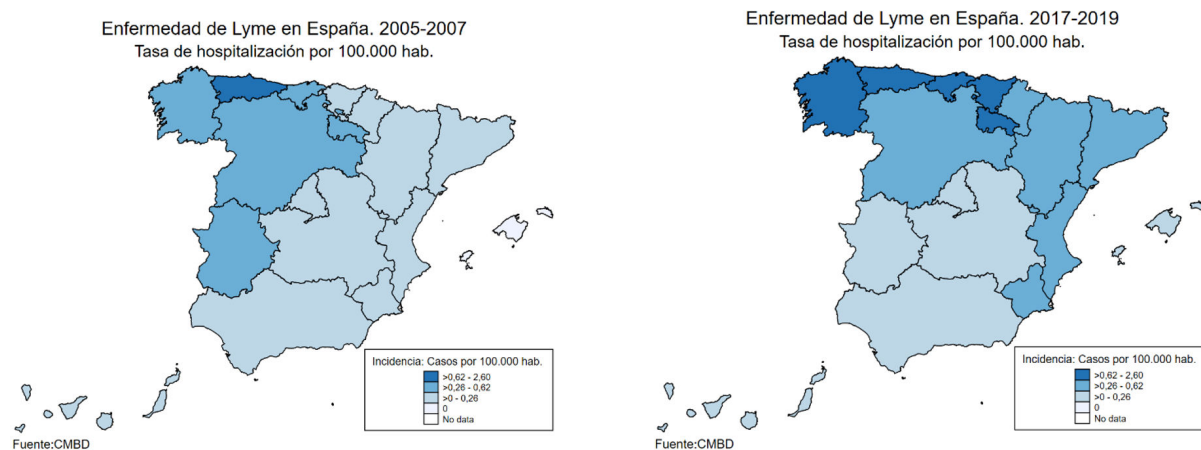 Enfermedad de Lyme en España. 2005-2007
Tasa de hospitalización por 100.000 hab.
Incidencia: Casos por 100.000 hab.
>0,62 - 2,60
>0,26 - 0,62
>0 - 0,26
0
No data
Fuente:CMBD
Enfermedad de Lyme en España. 2017-2019
Tasa de hospitalización por 100.000 hab.
Incidencia: Casos por 100.000 hab.
>0,62 - 2,60
>0,26 - 0,62
>0 - 0,26
0
No data
Fuente:CMBD